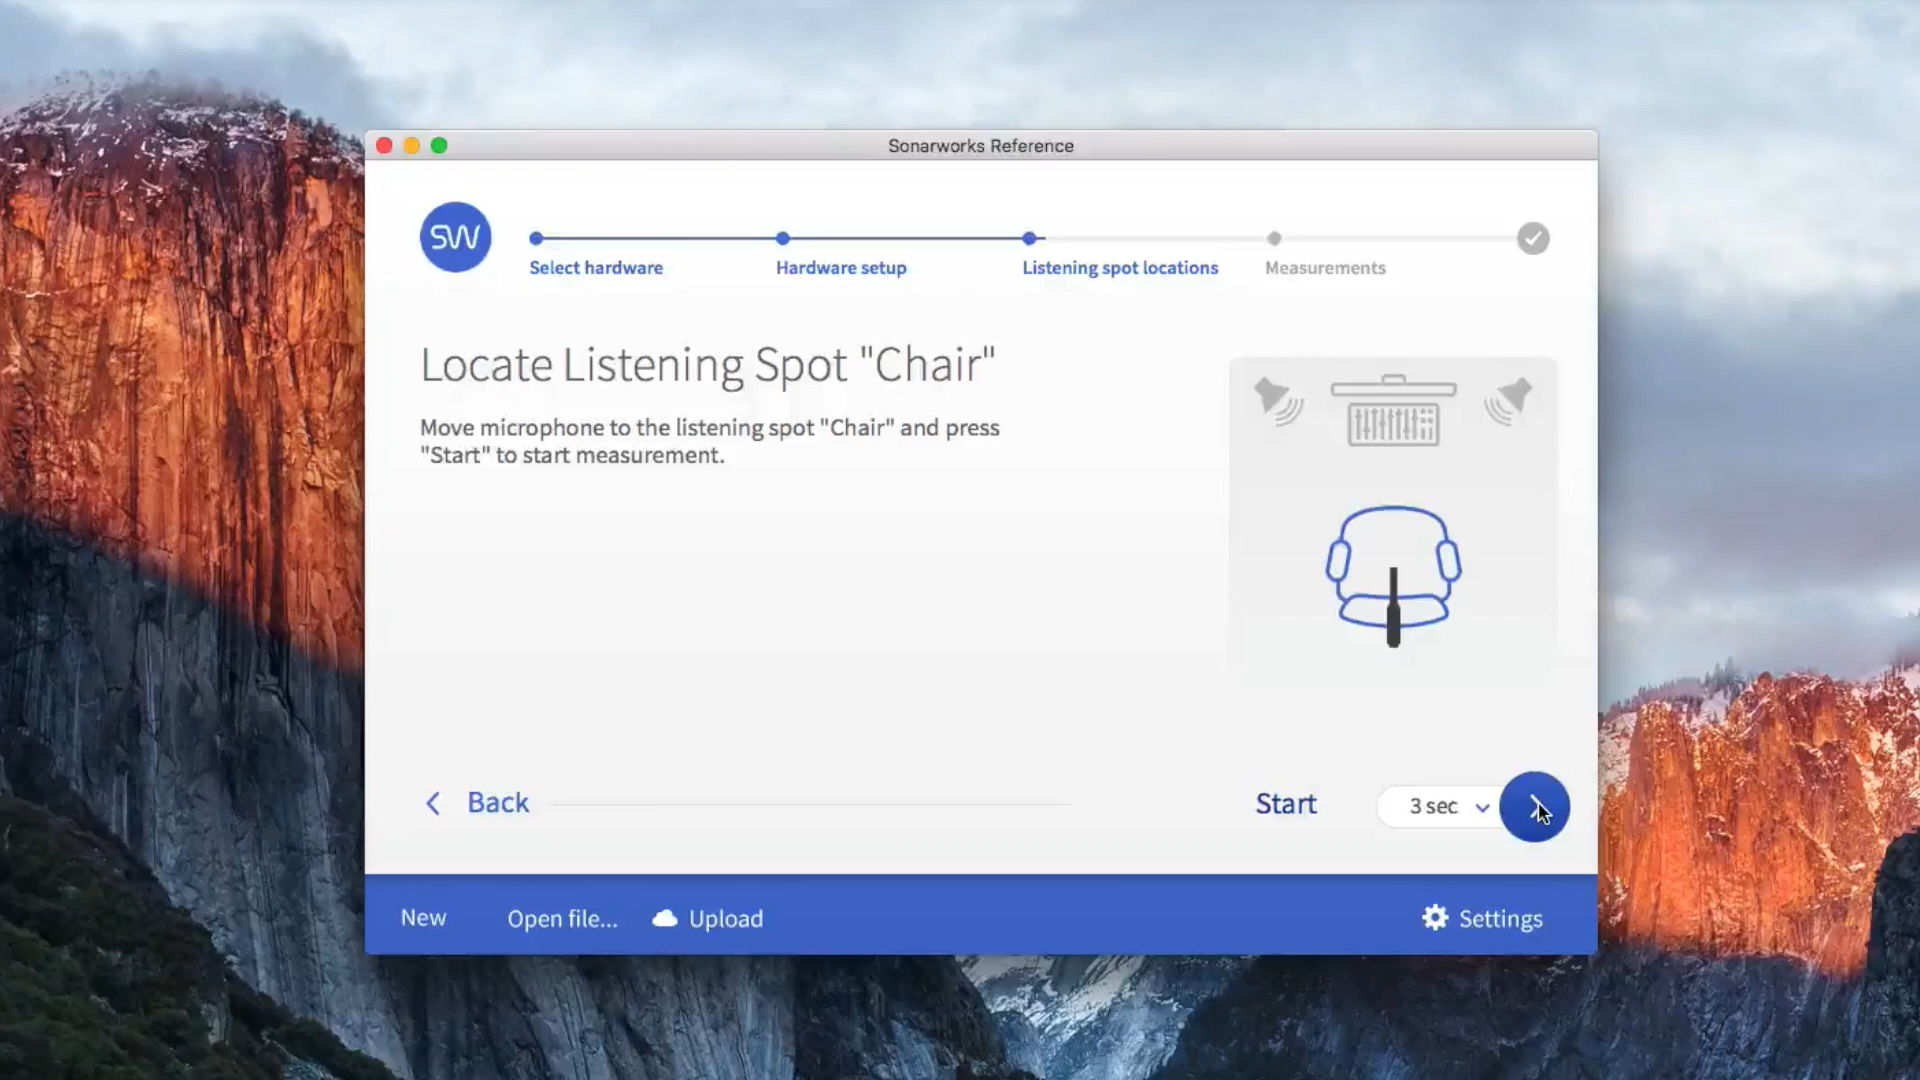 Sonarworks Reference
SW
Select hardware
Hardware setup
Listening spot locations
Measurements
Locate Listening Spot "Chair"
Move microphone to the listening spot "Chair" and press
"Start" to start measurement.
Back
Start
3 sec
New
Open file...
Upload
Settings